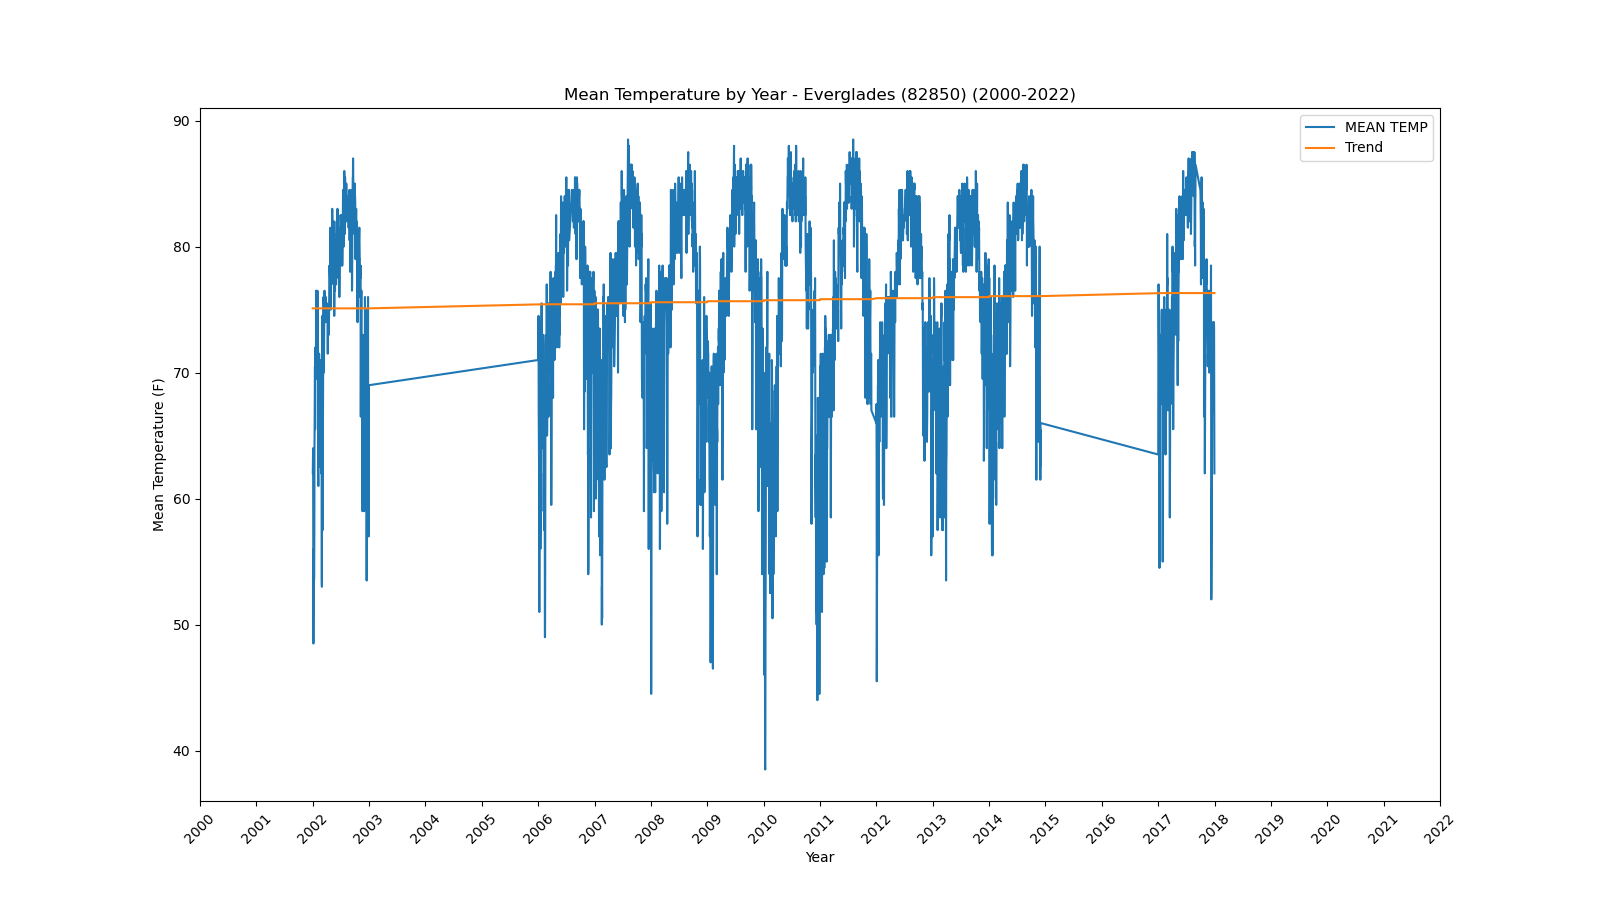 Mean Temperature by Year - Everglades (82850) (2000-2022)
MEAN TEMP
Trend
90
80
70
60
50
40
Mean Temperature (F)
2000 2001 2002 2003 2004 2005 2006 2007 2008 2009 2010 2011 2012 2013 2014 2015 2016 2017 2018 2019 2020 2021 2022
Year